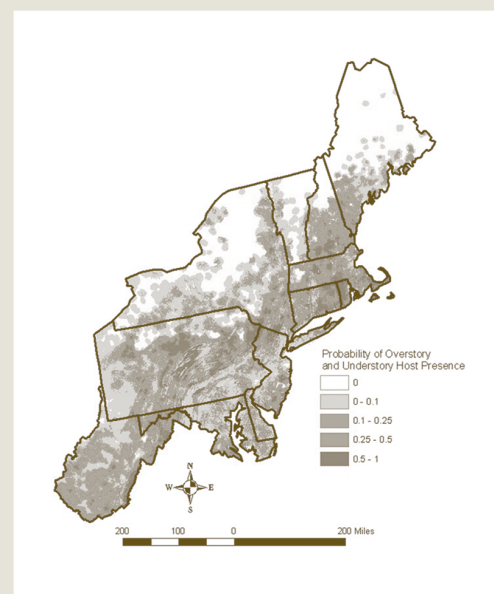 Probability of Overstory
and Understory Host Presence
0
0 - 0.1
0.1 - 0.25
0.25 - 0.5
0.5 - 1
N
W E
S
200 100 0 200 Miles